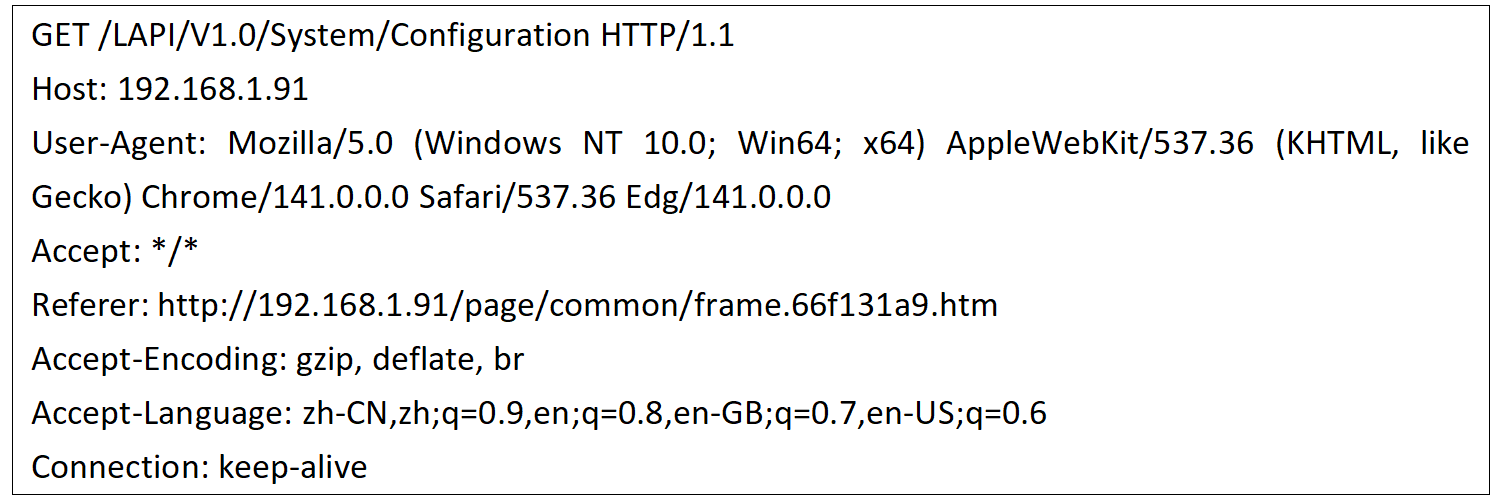 GET /LAPI/V1.0/System/Configuration HTTP/1.1
Host: 192.168.1.91
User-Agent: Mozilla/5.0 (Windows NT 10.0; Win64; x64) AppleWebKit/537.36 (KHTML, like
Gecko) Chrome/141.0.0.0 Safari/537.36 Edg/141.0.0.0
Accept: */*
Referer: http://192.168.1.91/page/common/frame.66f131a9.htm
Accept-Encoding: gzip, deflate, br
Accept-Language: zh-CN,zh;q=0.9,en;q=0.8,en-GB;q=0.7,en-US;q=0.6
Connection: keep-alive